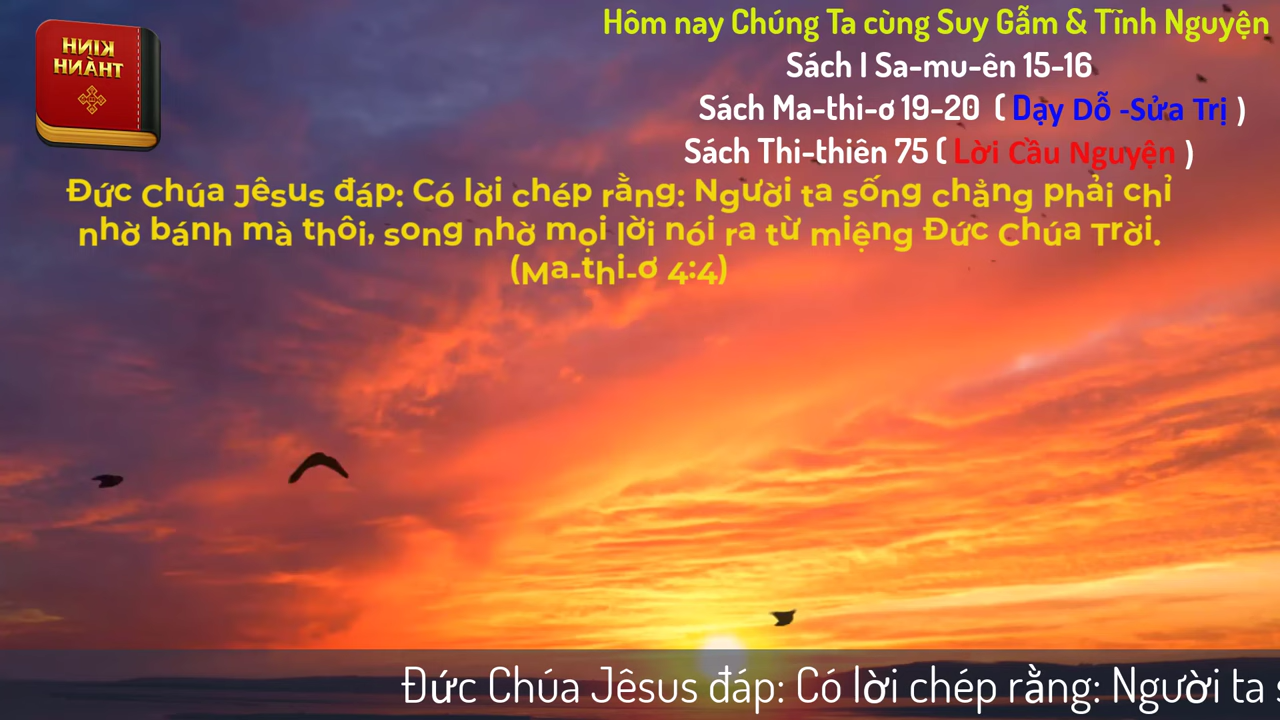 KINH
THÀNH
Hôm nay Chúng Ta cùng Suy Gẫm & Tĩnh Nguyện
Sách I Sa-mu-ên 15-16
Sách Ma-thi-ơ 19-20 ( Dạy Dỗ -Sửa Trị )
Sách Thi-thiên 75 ( Lời Cầu Nguyện )
Đức Chúa Jêsus đáp: Có lời chép rằng: Người ta sống chẳng phải chỉ
nhờ bánh mà thôi, song nhờ mọi lời nói ra từ miệng Đức Chúa Trời.
(Ma-thi-ơ 4:4)
Đức Chúa Jêsus đáp: Có lời chép rằng: Người ta